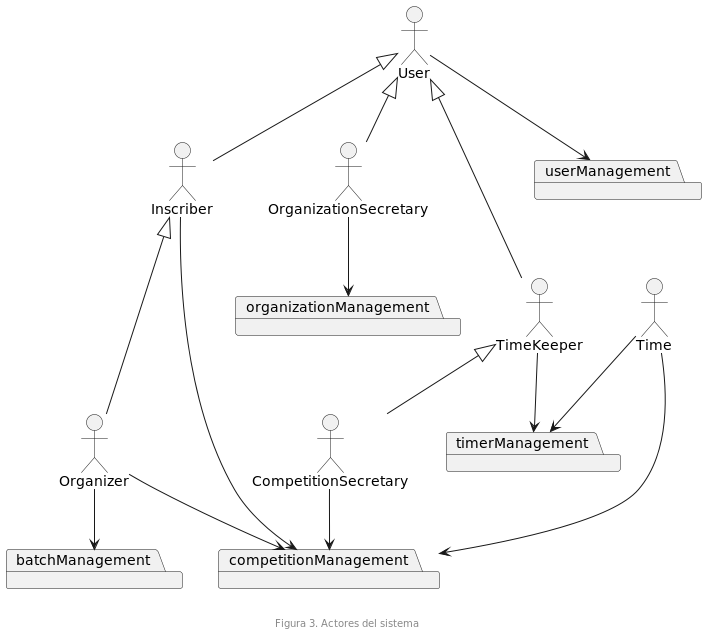 User
userManagement
Inscriber
OrganizationSecretary
organizationManagement
TimeKeeper
Time
timerManagement
Organizer
CompetitionSecretary
batchManagement
competitionManagement
Figura 3. Actores del sistema